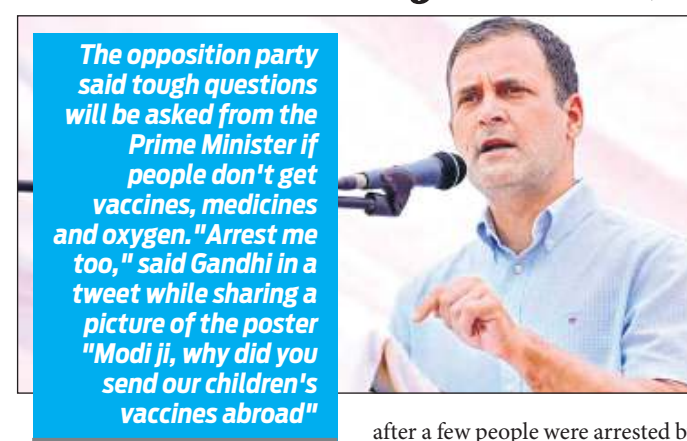 The opposition party
said tough questions
will be asked from the
Prime Minister if
people don't get
vaccines, medicines
and oxygen."Arrest me
too," said Gandhi in a
tweet while sharing a
picture of the poster
"Modi ji, why did you
send our children's
vaccines abroad"
after a few people were arrested b